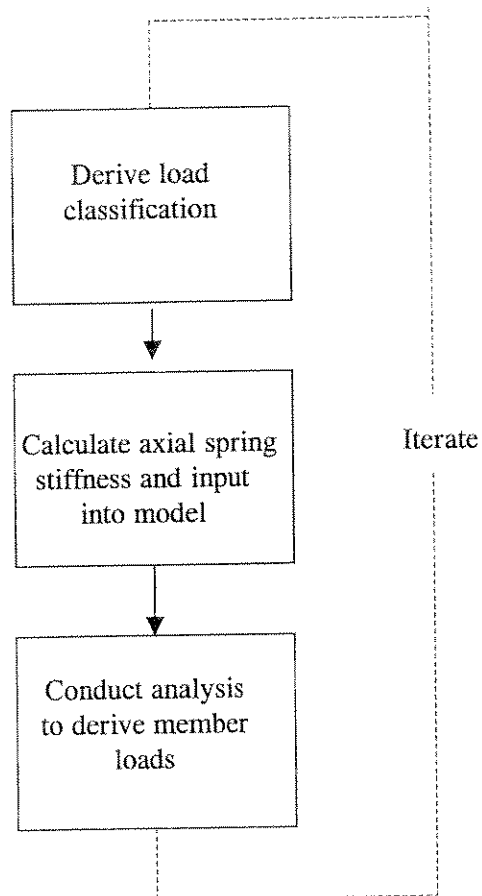 Derive load
classification
Calculate axial spring
stiffness and input
into model
Iterate
Conduct analysis
to derive member
loads